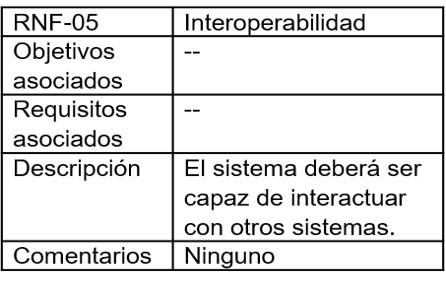 RNF-05 Interoperabilidad
Objetivos --
asociados
Requisitos --
asociados
Descripción El sistema deberá ser
capaz de interactuar
con otros sistemas.
Comentarios Ninguno